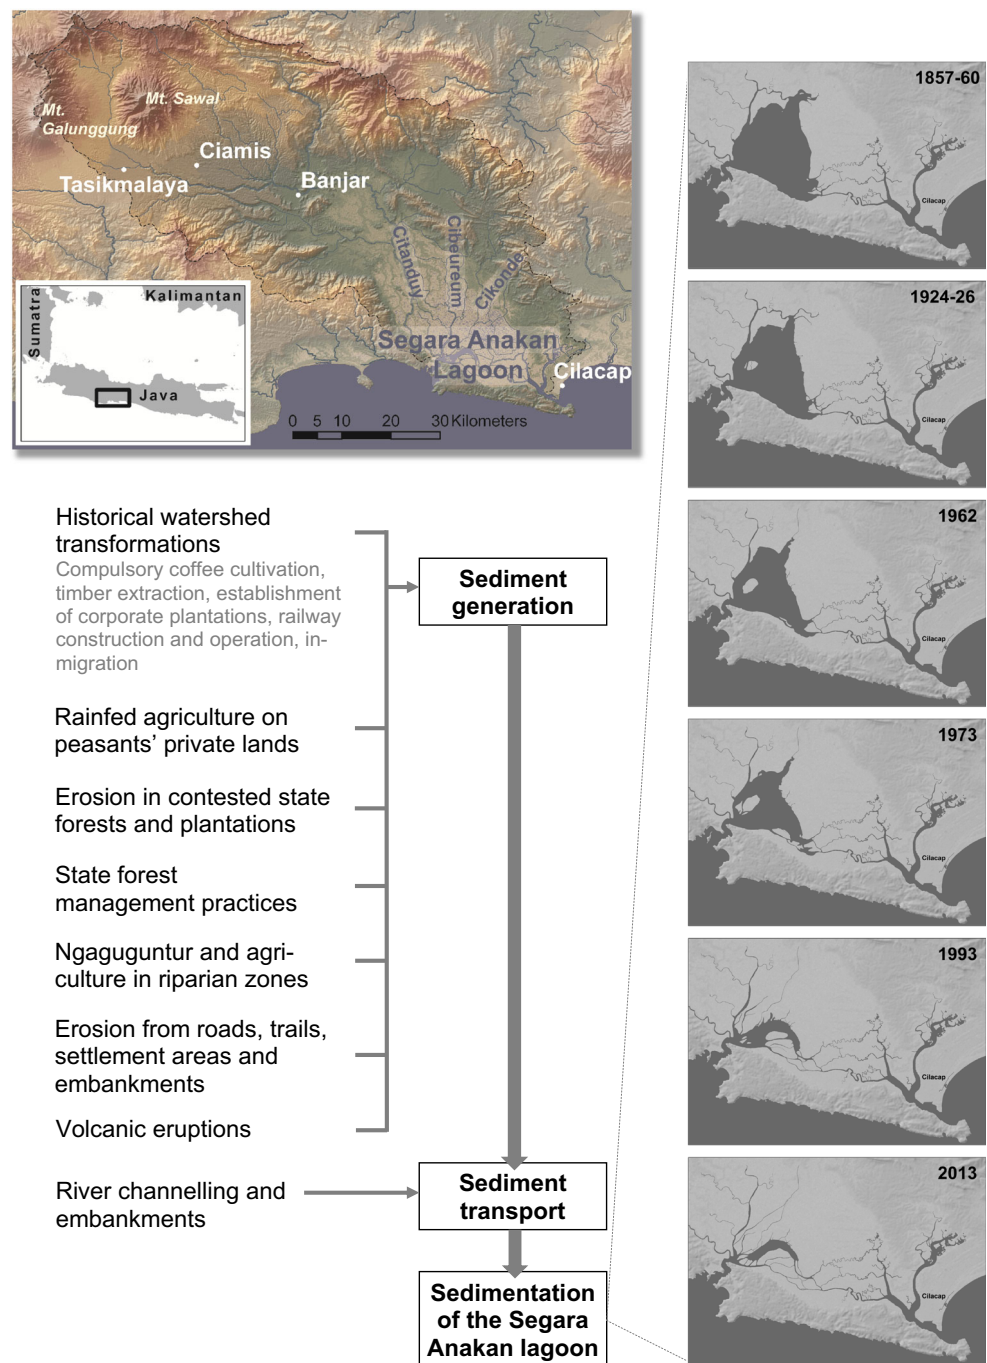 Mt. Sawal
Mt.
Galunggung
Ciamis
Tasikmalaya
Banjar
Citanduy
Cibeureum
Cikonde
Segara Anakan
Lagoon
Cilacap
Sumatra
Kalimantan
Java
0 5 10 20 30 Kilometers
Historical watershed
transformations
Compulsory coffee cultivation,
timber extraction, establishment
of corporate plantations, railway
construction and operation, in-
migration
Rainfed agriculture on
peasants’ private lands
Erosion in contested state
forests and plantations
State forest
management practices
Ngaguguntur and agri-
culture in riparian zones
Erosion from roads, trails,
settlement areas and
embankments
Volcanic eruptions
River channelling and
embankments
Sediment
generation
Sediment
transport
Sedimentation
of the Segara
Anakan lagoon
1857-60
Cilacap
1924-26
Cilacap
1962
Cilacap
1973
Cilacap
1993
Cilacap
2013
Cilacap